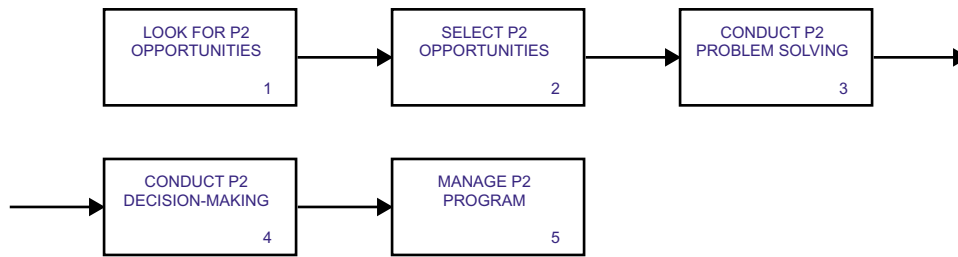 LOOK FOR P2
OPPORTUNITIES
1
SELECT P2
OPPORTUNITIES
2
CONDUCT P2
PROBLEM SOLVING
3
CONDUCT P2
DECISION-MAKING
4
MANAGE P2
PROGRAM
5